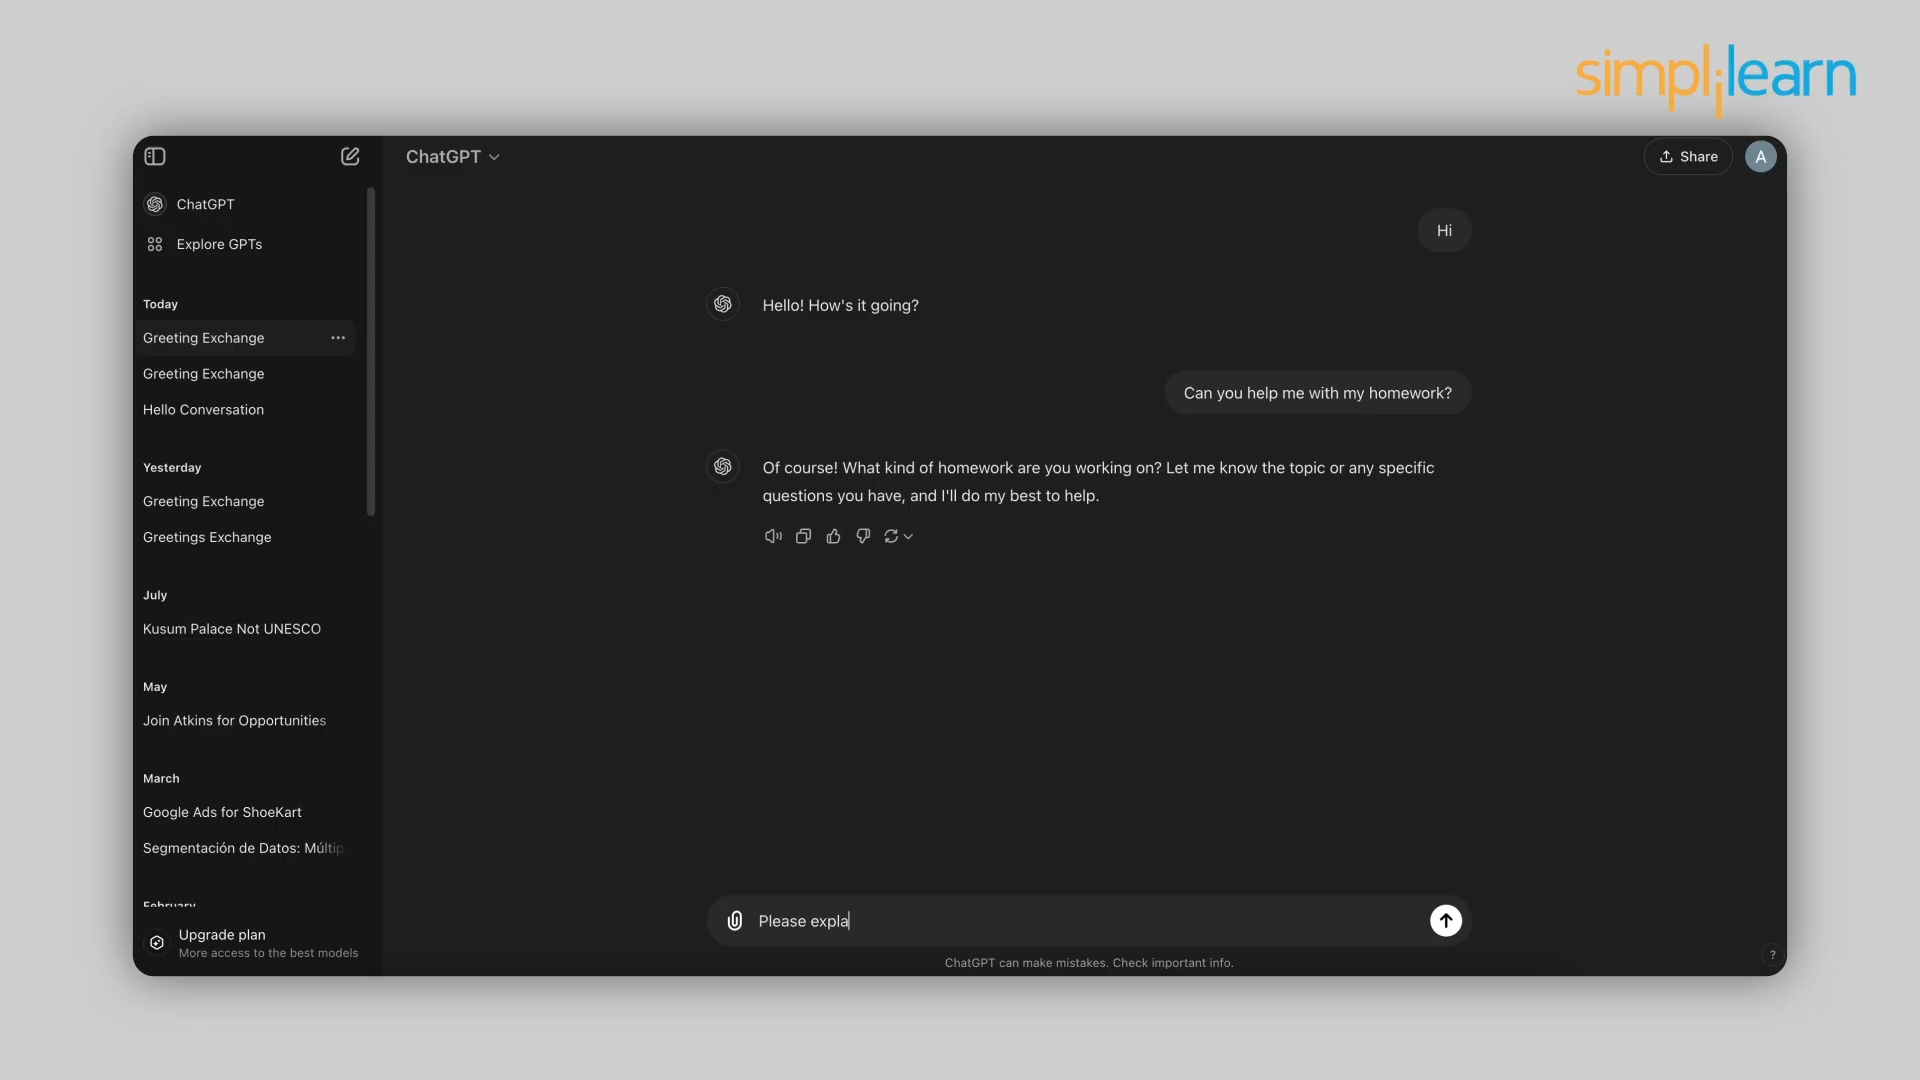 simplilearn
ChatGPT
Share
A
ChatGPT
Explore GPTs
Today
Greeting Exchange
Greeting Exchange
Hello Conversation
Yesterday
Greeting Exchange
Greetings Exchange
July
Kusum Palace Not UNESCO
May
Join Atkins for Opportunities
March
Google Ads for ShoeKart
Segmentación de Datos: Múltip
February
Upgrade plan
More access to the best models
Hi
Hello! How's it going?
Can you help me with my homework?
Of course! What kind of homework are you working on? Let me know the topic or any specific
questions you have, and I'll do my best to help.
Please expla
ChatGPT can make mistakes. Check important info.
?